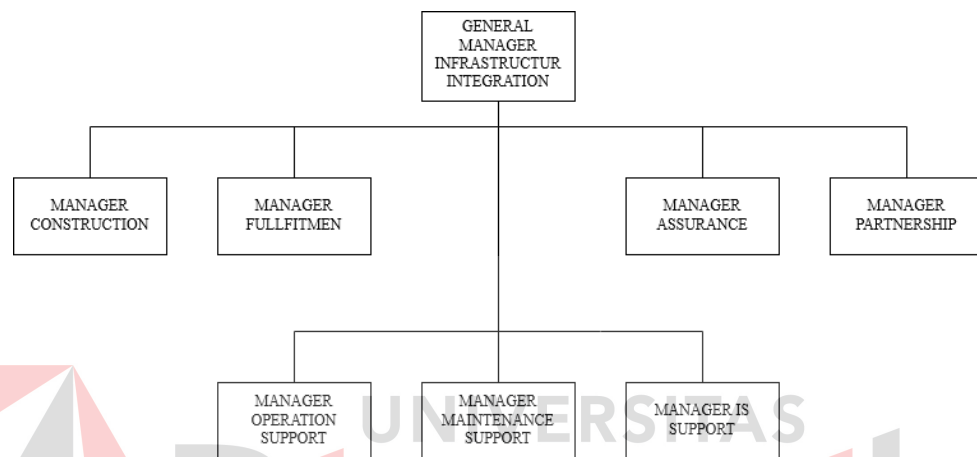 GENERAL
MANAGER
INFRASTRUCTUR
INTEGRATION
MANAGER
CONSTRUCTION
MANAGER
FULLFITMEN
MANAGER
ASSURANCE
MANAGER
PARTNERSHIP
MANAGER
OPERATION
SUPPORT
MANAGER
MAINTENANCE
SUPPORT
MANAGER IS
SUPPORT
UNIVERSITAS